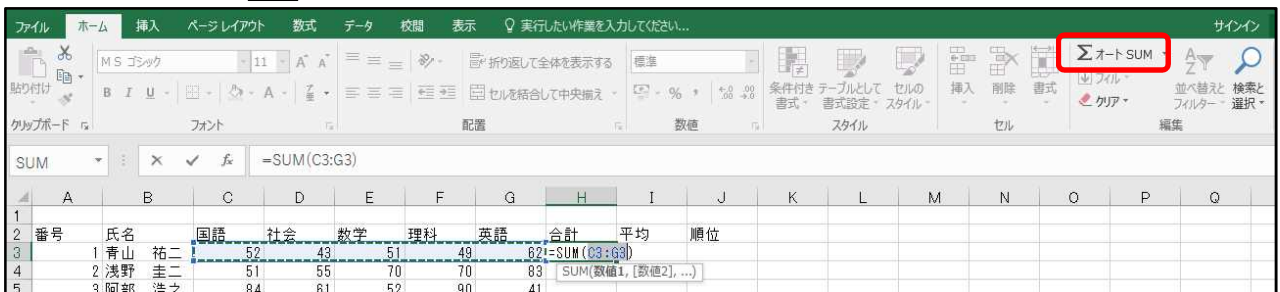 ファイル ホーム 挿入 ページ レイアウト 数式 データ 校閲 表示 実行したい作業を入力してください... サインイン
MS ゴシック 11 A A 折り返して全体を表示する 標準 Σ オート SUM
貼り付け B I U A セルを結合して中央揃え % 条件付き書式 テーブルとして書式設定 セルのスタイル 挿入 削除 書式 フィル クリア 並べ替えとフィルター 検索と選択
クリップボード フォント 配置 数値 スタイル セル 編集
SUM fx =SUM(C3:G3)
A B C D E F G H I J K L M N O P Q
1
2 番号 氏名 国語 社会 数学 理科 英語 合計 平均 順位
3 1 青山 祐二 52 43 51 49 62 =SUM(C3:G3)
4 2 浅野 圭二 51 55 70 70 83 SUM(数値1, [数値2], ...)
5 3 阿部 浩之 84 61 52 90 41